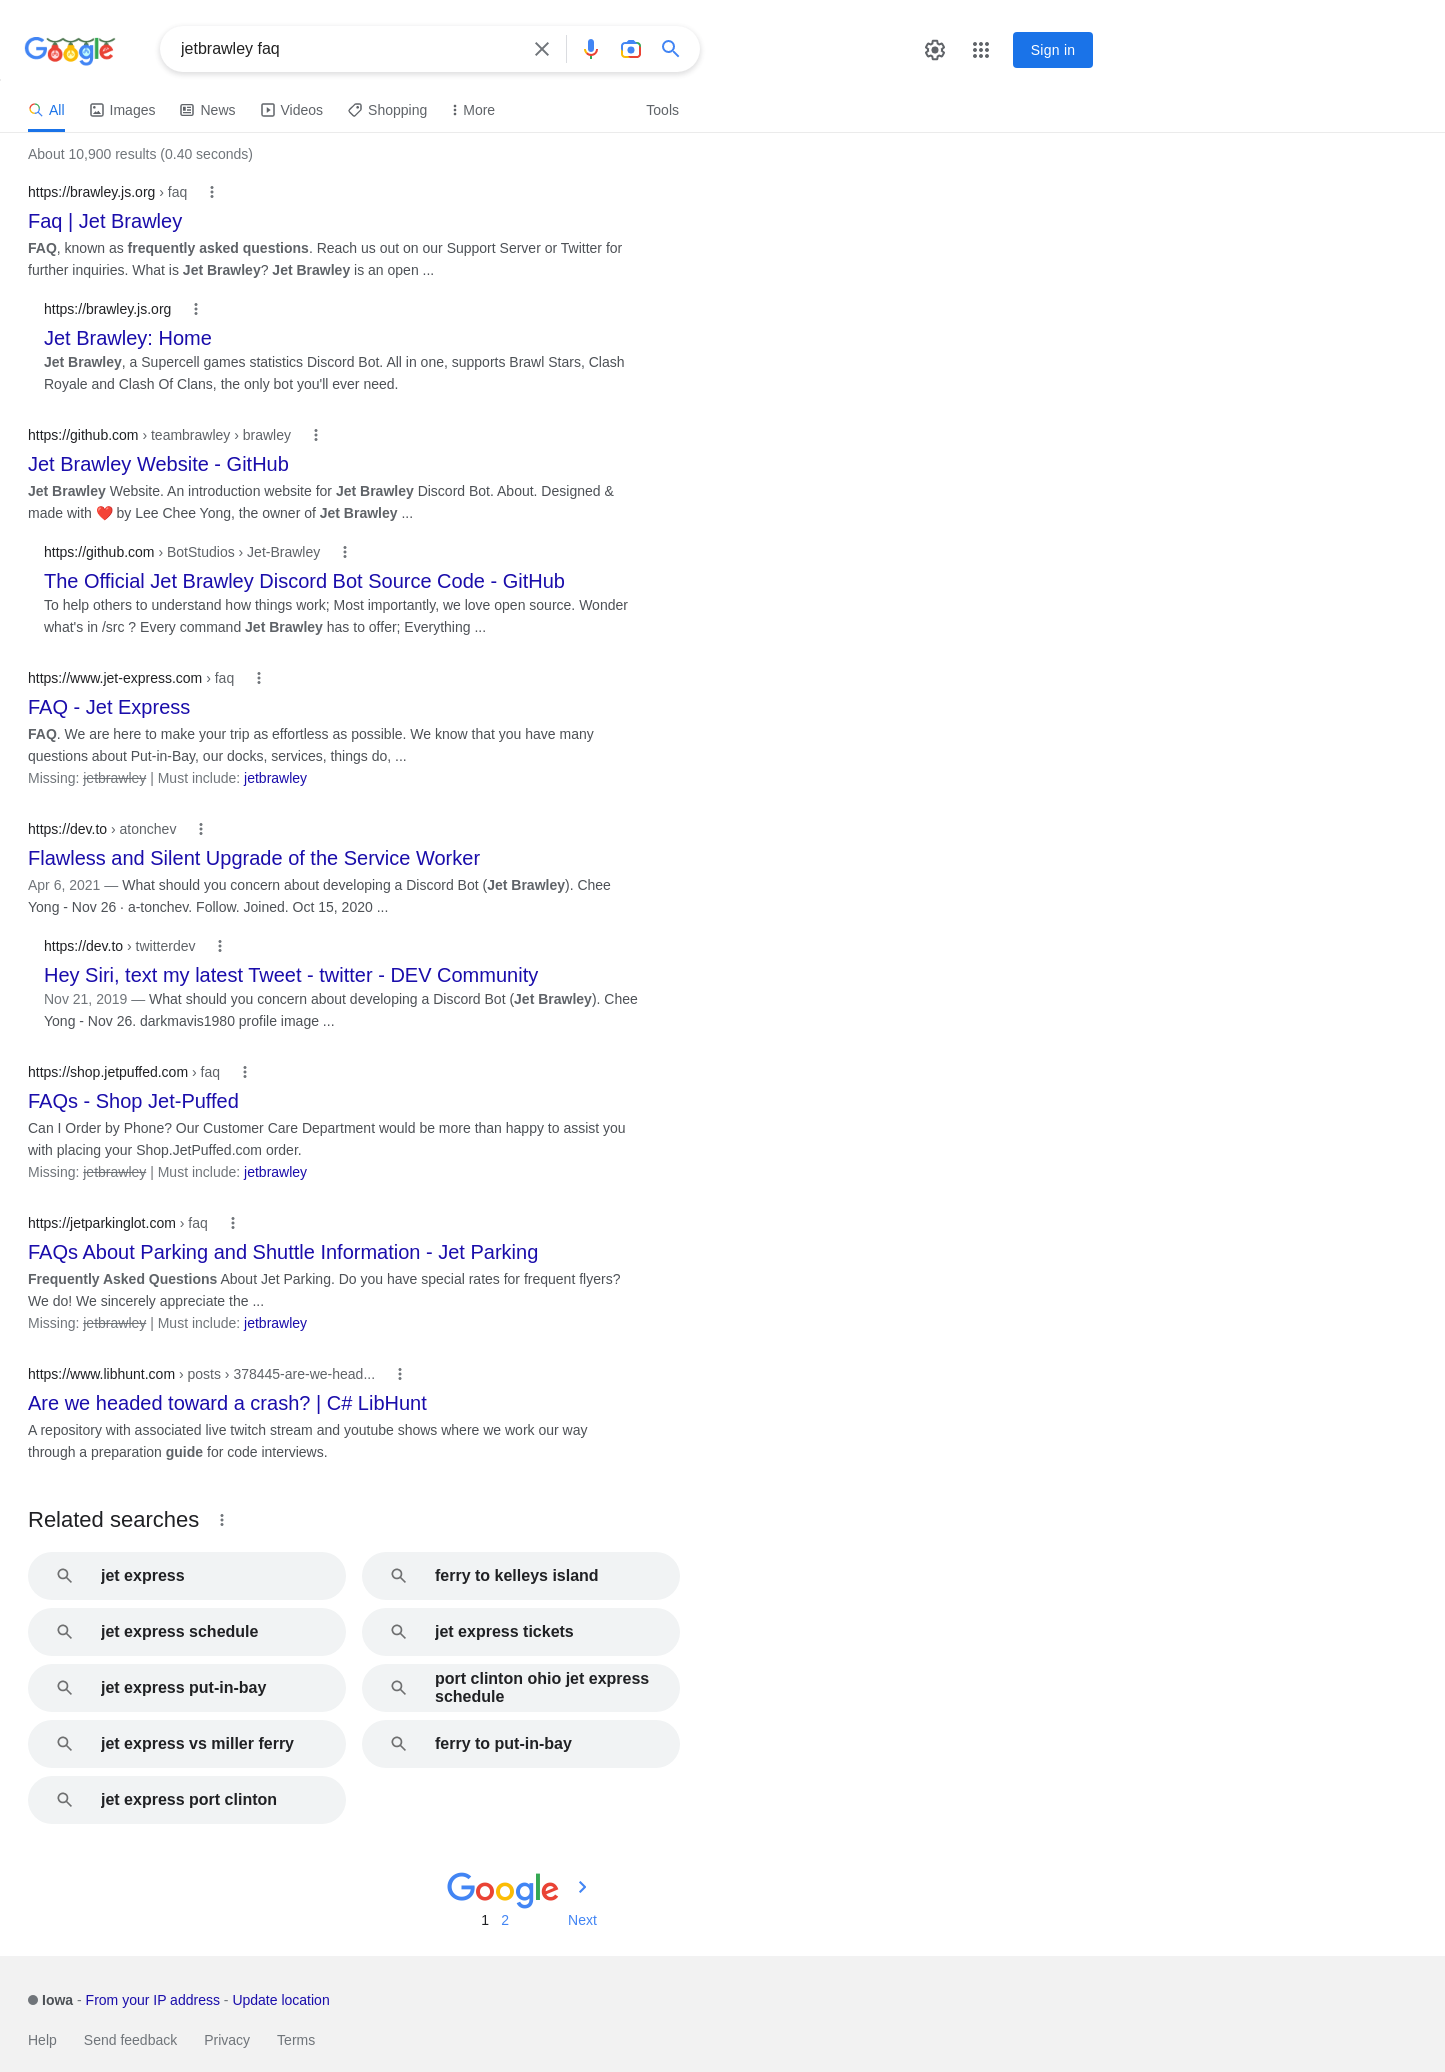 Google
jetbrawley faq
Sign in
All
Images
News
Videos
Shopping
More
Tools
About 10,900 results (0.40 seconds)
https://brawley.js.org › faq
Faq | Jet Brawley
FAQ, known as frequently asked questions. Reach us out on our Support Server or Twitter for
further inquiries. What is Jet Brawley? Jet Brawley is an open ...
https://brawley.js.org
Jet Brawley: Home
Jet Brawley, a Supercell games statistics Discord Bot. All in one, supports Brawl Stars, Clash
Royale and Clash Of Clans, the only bot you'll ever need.
https://github.com › teambrawley › brawley
Jet Brawley Website - GitHub
Jet Brawley Website. An introduction website for Jet Brawley Discord Bot. About. Designed &
made with ❤️ by Lee Chee Yong, the owner of Jet Brawley ...
https://github.com › BotStudios › Jet-Brawley
The Official Jet Brawley Discord Bot Source Code - GitHub
To help others to understand how things work; Most importantly, we love open source. Wonder
what's in /src ? Every command Jet Brawley has to offer; Everything ...
https://www.jet-express.com › faq
FAQ - Jet Express
FAQ. We are here to make your trip as effortless as possible. We know that you have many
questions about Put-in-Bay, our docks, services, things do, ...
Missing: jetbrawley | Must include: jetbrawley
https://dev.to › atonchev
Flawless and Silent Upgrade of the Service Worker
Apr 6, 2021 — What should you concern about developing a Discord Bot (Jet Brawley). Chee
Yong - Nov 26 · a-tonchev. Follow. Joined. Oct 15, 2020 ...
https://dev.to › twitterdev
Hey Siri, text my latest Tweet - twitter - DEV Community
Nov 21, 2019 — What should you concern about developing a Discord Bot (Jet Brawley). Chee
Yong - Nov 26. darkmavis1980 profile image ...
https://shop.jetpuffed.com › faq
FAQs - Shop Jet-Puffed
Can I Order by Phone? Our Customer Care Department would be more than happy to assist you
with placing your Shop.JetPuffed.com order.
Missing: jetbrawley | Must include: jetbrawley
https://jetparkinglot.com › faq
FAQs About Parking and Shuttle Information - Jet Parking
Frequently Asked Questions About Jet Parking. Do you have special rates for frequent flyers?
We do! We sincerely appreciate the ...
Missing: jetbrawley | Must include: jetbrawley
https://www.libhunt.com › posts › 378445-are-we-head...
Are we headed toward a crash? | C# LibHunt
A repository with associated live twitch stream and youtube shows where we work our way
through a preparation guide for code interviews.
Related searches
jet express
ferry to kelleys island
jet express schedule
jet express tickets
jet express put-in-bay
port clinton ohio jet express
schedule
jet express vs miller ferry
ferry to put-in-bay
jet express port clinton
Google
1 2 Next
Iowa - From your IP address - Update location
Help Send feedback Privacy Terms